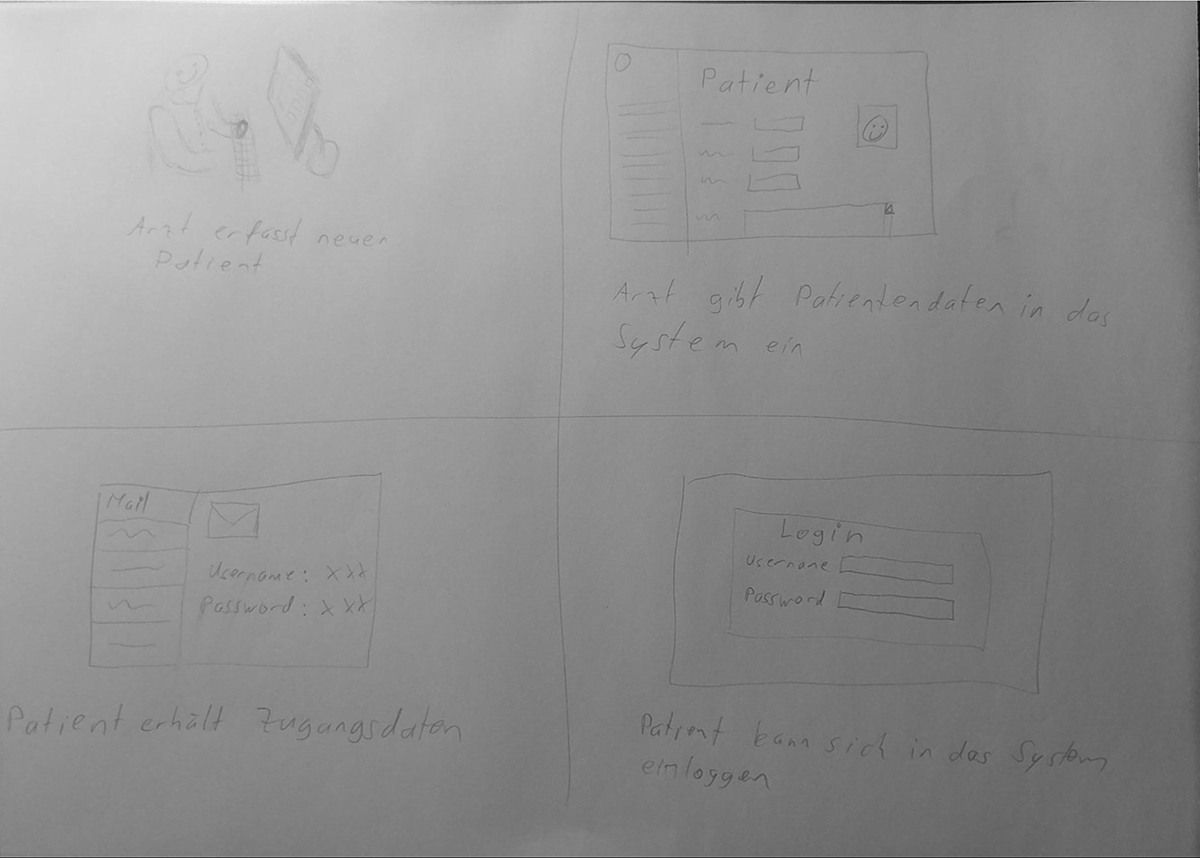 Arzt erfasst neuen
Patient
Patient
Arzt gibt Patientendaten in das
System ein
Mail
Username: xxx
Password: xxx
Patient erhält Zugangsdaten
Login
Username
Password
Patient kann sich in das System
einloggen